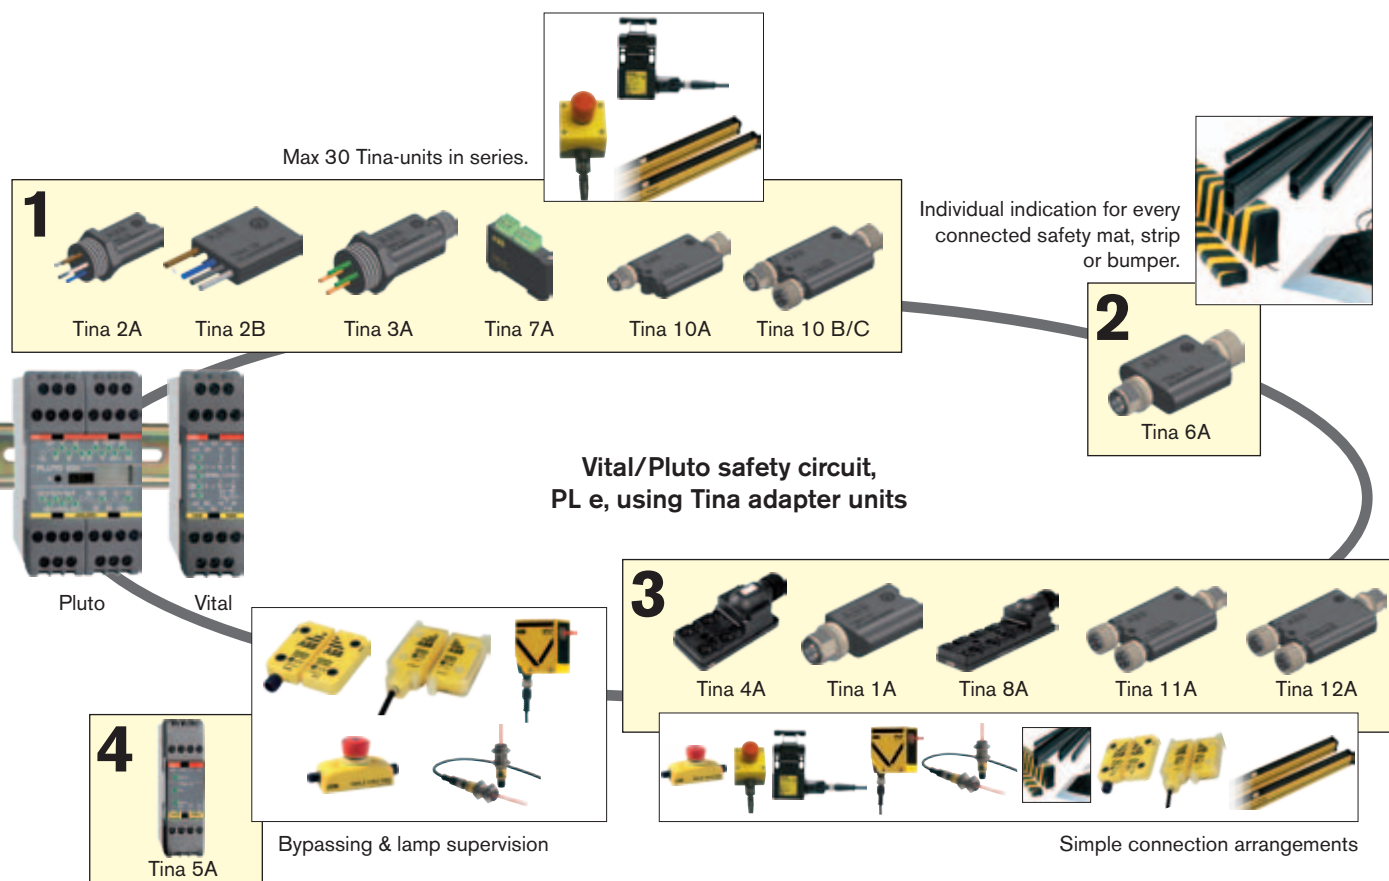 Max 30 Tina-units in series.
1
Tina 2A
Tina 2B
Tina 3A
Tina 7A
Tina 10A
Tina 10 B/C
Individual indication for every
connected safety mat, strip
or bumper.
2
Tina 6A
Vital/Pluto safety circuit,
PL e, using Tina adapter units
Pluto
Vital
3
Tina 4A
Tina 1A
Tina 8A
Tina 11A
Tina 12A
4
Tina 5A
Bypassing & lamp supervision
Simple connection arrangements